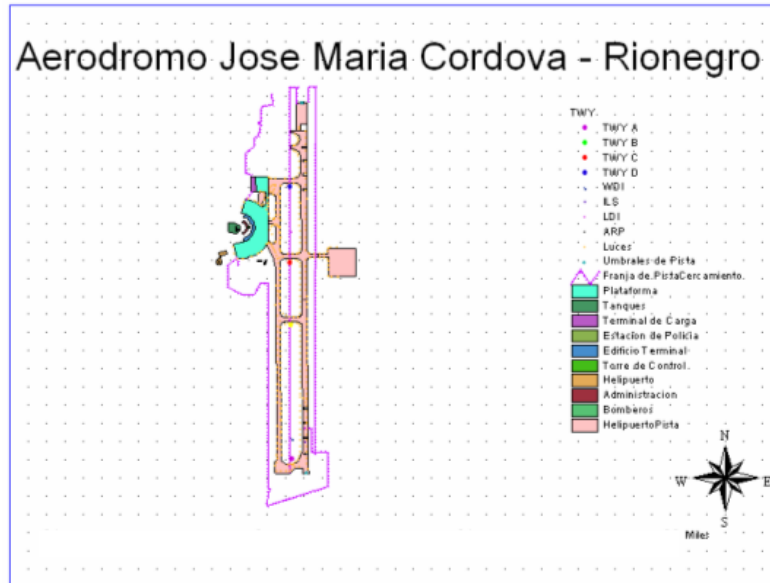 Aerodromo Jose Maria Cordova - Rionegro
TWY
TWY A
TWY B
TWY C
TWY D
WDI
ILS
LDI
ARP
Luces
Umbrales de Pista
Franja de PistaCercamiento.
Plataforma
Tanques
Terminal de Carga
Estacion de Policia
Edificio Terminal
Torre de Control.
Helipuerto
Administracion
Bomberos
HelipuertoPista
N
W
E
S
Miles